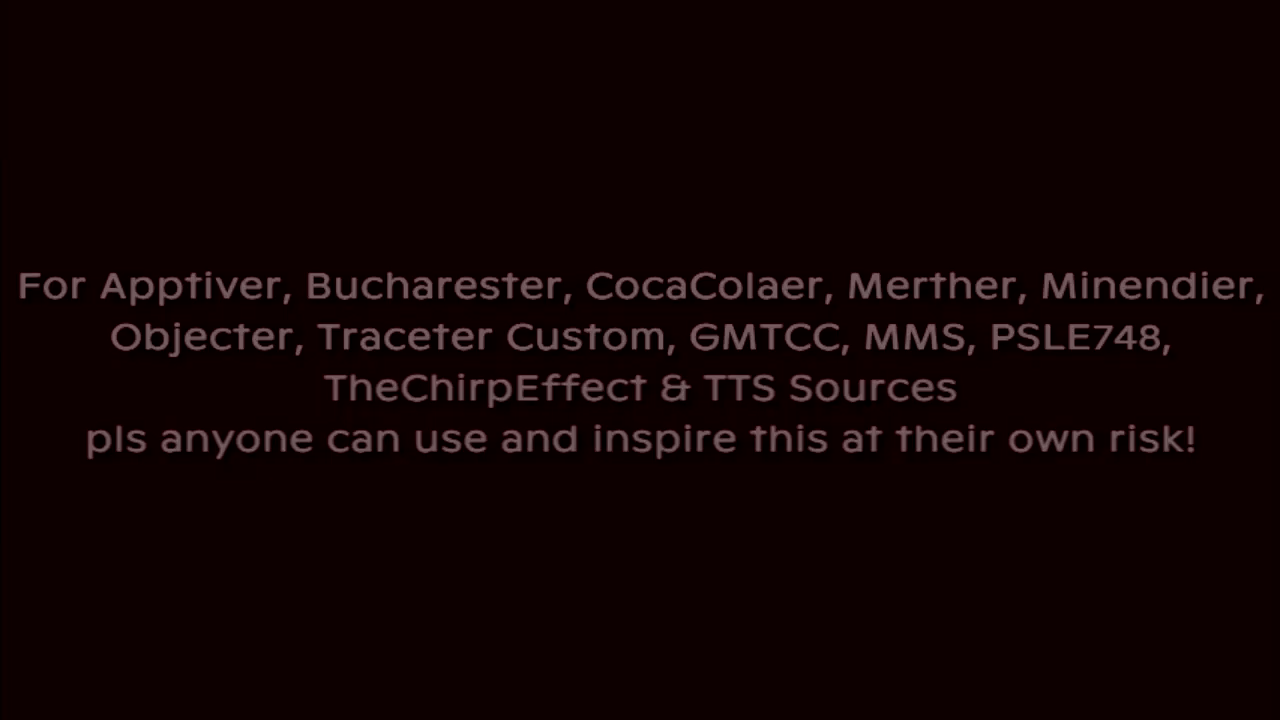 For Apptiver, Bucharester, CocaColaer, Merther, Minendier,
Objecter, Traceter Custom, GMTCC, MMS, PSLE748,
TheChirpEffect & TTS Sources
pls anyone can use and inspire this at their own risk!